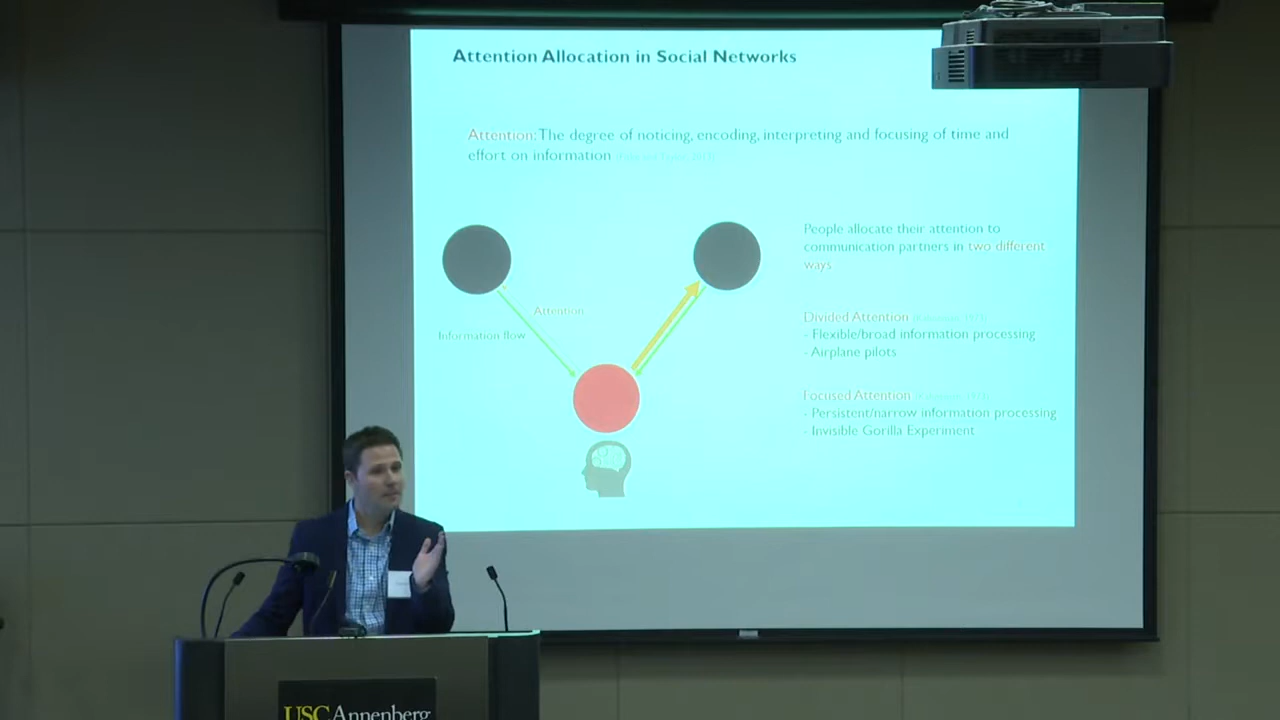 Attention Allocation in Social Networks
Attention: The degree of noticing, encoding, interpreting and focusing of time and
effort on information
People allocate their attention to
communication partners in two different
ways
Attention
Information flow
Divided Attention
- Flexible/broad information processing
- Airplane pilots
Focused Attention
- Persistent/narrow information processing
- Invisible Gorilla Experiment
USC Annenberg